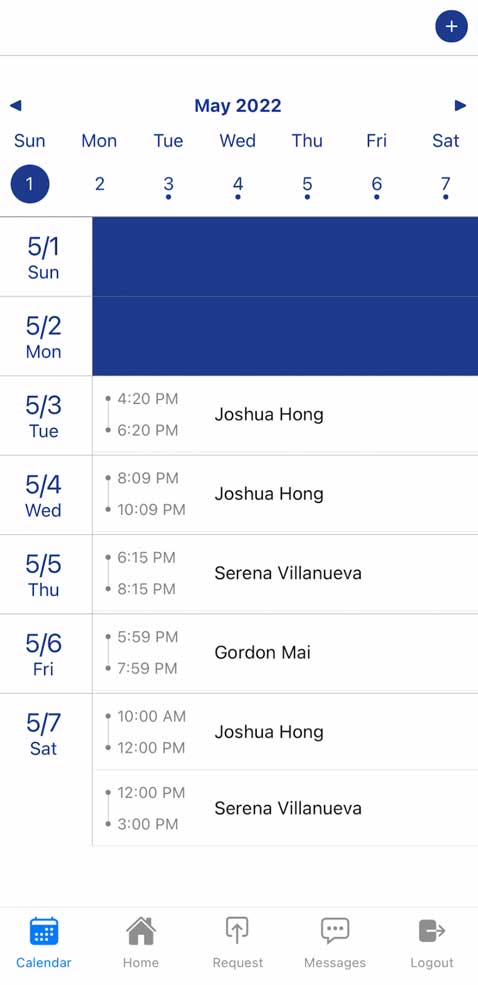 +
May 2022
Sun Mon Tue Wed Thu Fri Sat
1 2 3 4 5 6 7
5/1
Sun
5/2
Mon
5/3
Tue
4:20 PM
6:20 PM
Joshua Hong
5/4
Wed
8:09 PM
10:09 PM
Joshua Hong
5/5
Thu
6:15 PM
8:15 PM
Serena Villanueva
5/6
Fri
5:59 PM
7:59 PM
Gordon Mai
5/7
Sat
10:00 AM
12:00 PM
Joshua Hong
12:00 PM
3:00 PM
Serena Villanueva
Calendar Home Request Messages Logout